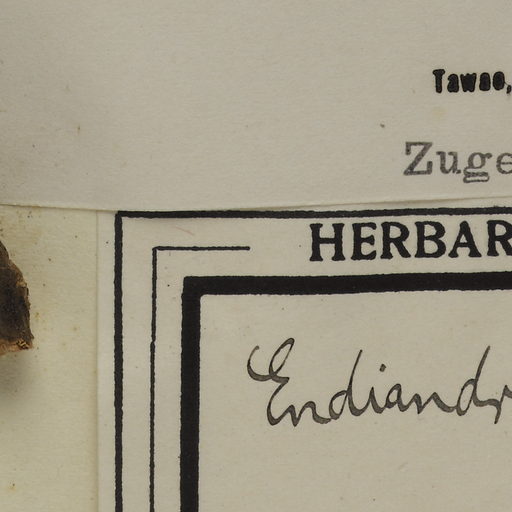 Tawao,
Zuge
HERBAR
Endiandr